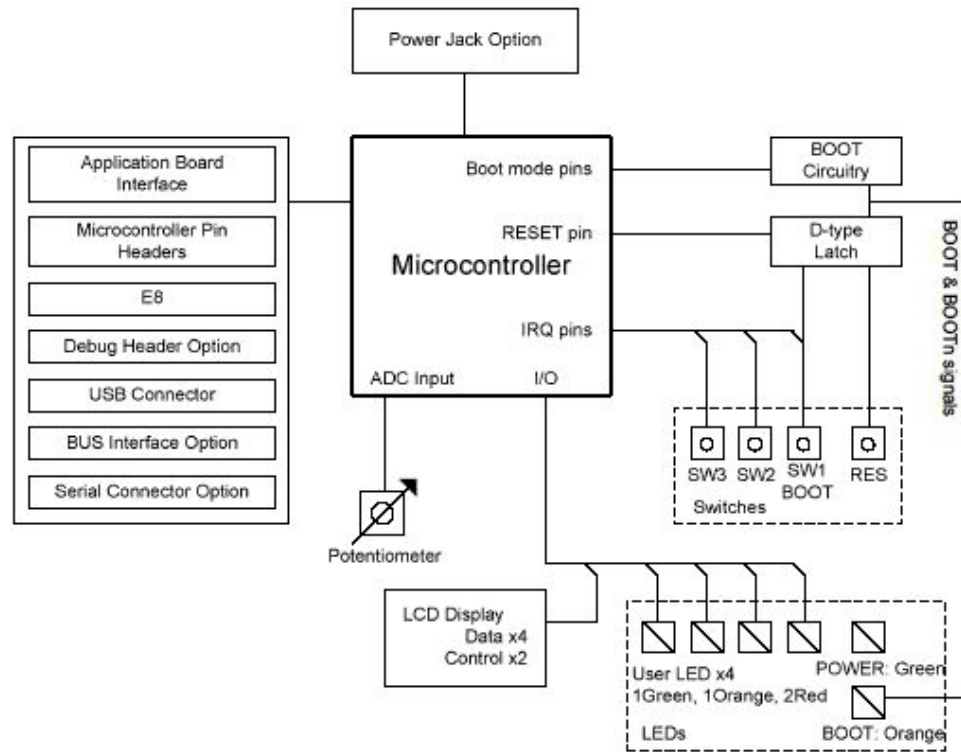 Power Jack Option
Application Board
Interface
Microcontroller Pin
Headers
E8
Debug Header Option
USB Connector
BUS Interface Option
Serial Connector Option
Boot mode pins
RESET pin
Microcontroller
IRQ pins
ADC Input
I/O
BOOT
Circuitry
D-type
Latch
BOOT & BOOTn signals
SW3
SW2
SW1
BOOT
RES
Switches
Potentiometer
LCD Display
Data x4
Control x2
User LED x4
1Green, 1Orange, 2Red
POWER: Green
BOOT: Orange
LEDs